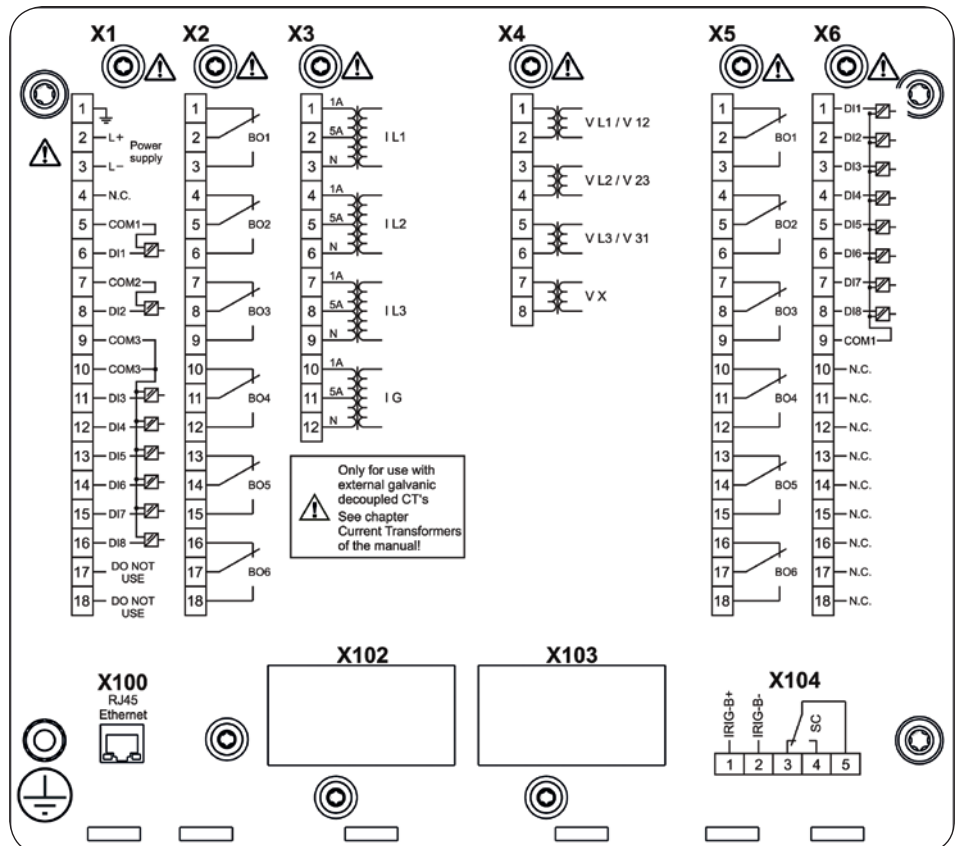 X1 X2 X3 X4 X5 X6
1
2 L+ Power
supply
3 L-
4 N.C.
5 COM1
6 DI1
7 COM2
8 DI2
9 COM3
10 COM3
11 DI3
12 DI4
13 DI5
14 DI6
15 DI7
16 DI8
17 DO NOT
USE
18 DO NOT
USE
1
2 BO1
3
4
5 BO2
6
7
8 BO3
9
10
11 BO4
12
13
14 BO5
15
16
17 BO6
18
1 1A
2 5A I L1
3 N
4 1A
5 5A I L2
6 N
7 1A
8 5A I L3
9 N
10 1A
11 5A I G
12 N
Only for use with
external galvanic
decoupled CT's
See chapter
Current Transformers
of the manual!
1
V L1 / V 12
2
3
V L2 / V 23
4
5
V L3 / V 31
6
7
V X
8
1
2 BO1
3
4
5 BO2
6
7
8 BO3
9
10
11 BO4
12
13
14 BO5
15
16
17 BO6
18
1 DI1
2 DI2
3 DI3
4 DI4
5 DI5
6 DI6
7 DI7
8 DI8
9 COM1
10 N.C.
11 N.C.
12 N.C.
13 N.C.
14 N.C.
15 N.C.
16 N.C.
17 N.C.
18 N.C.
X100
RJ45
Ethernet
X102
X103
X104
IRIG-B+
IRIG-B-
SC
1 2 3 4 5